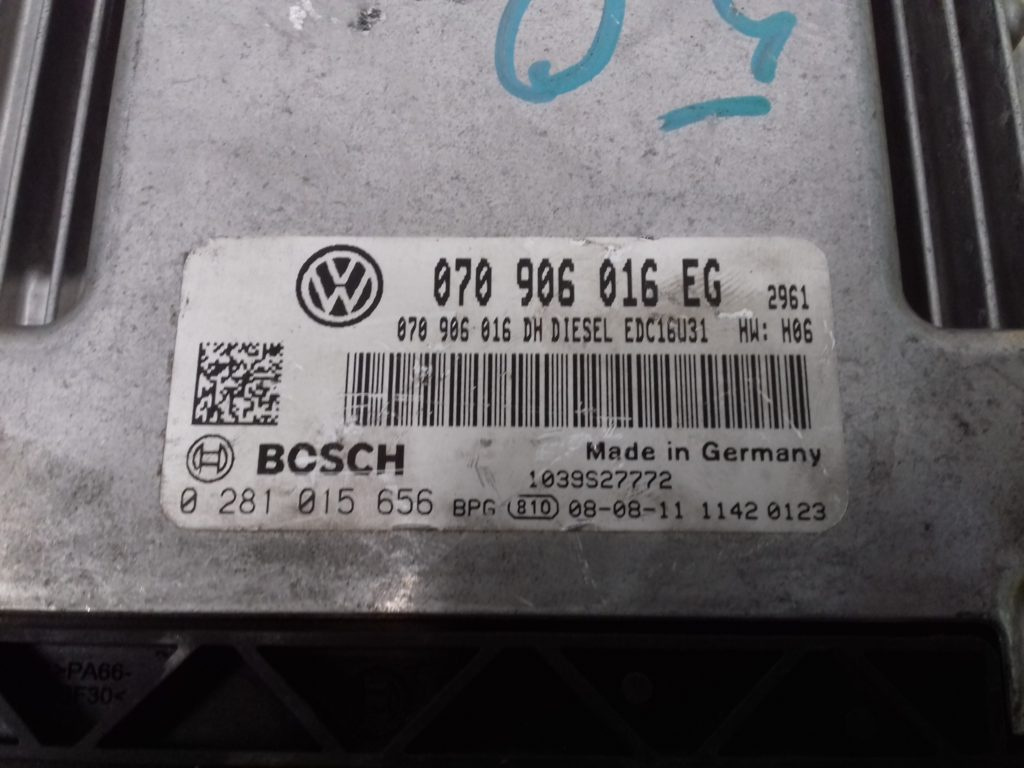 070 906 016 EG 2961
070 906 016 DH DIESEL EDC16U31 HW: H06
BOSCH
Made in Germany
1039S27772
0 281 015 656 BPG 810 08-08-11 1142 0123
>PA66-